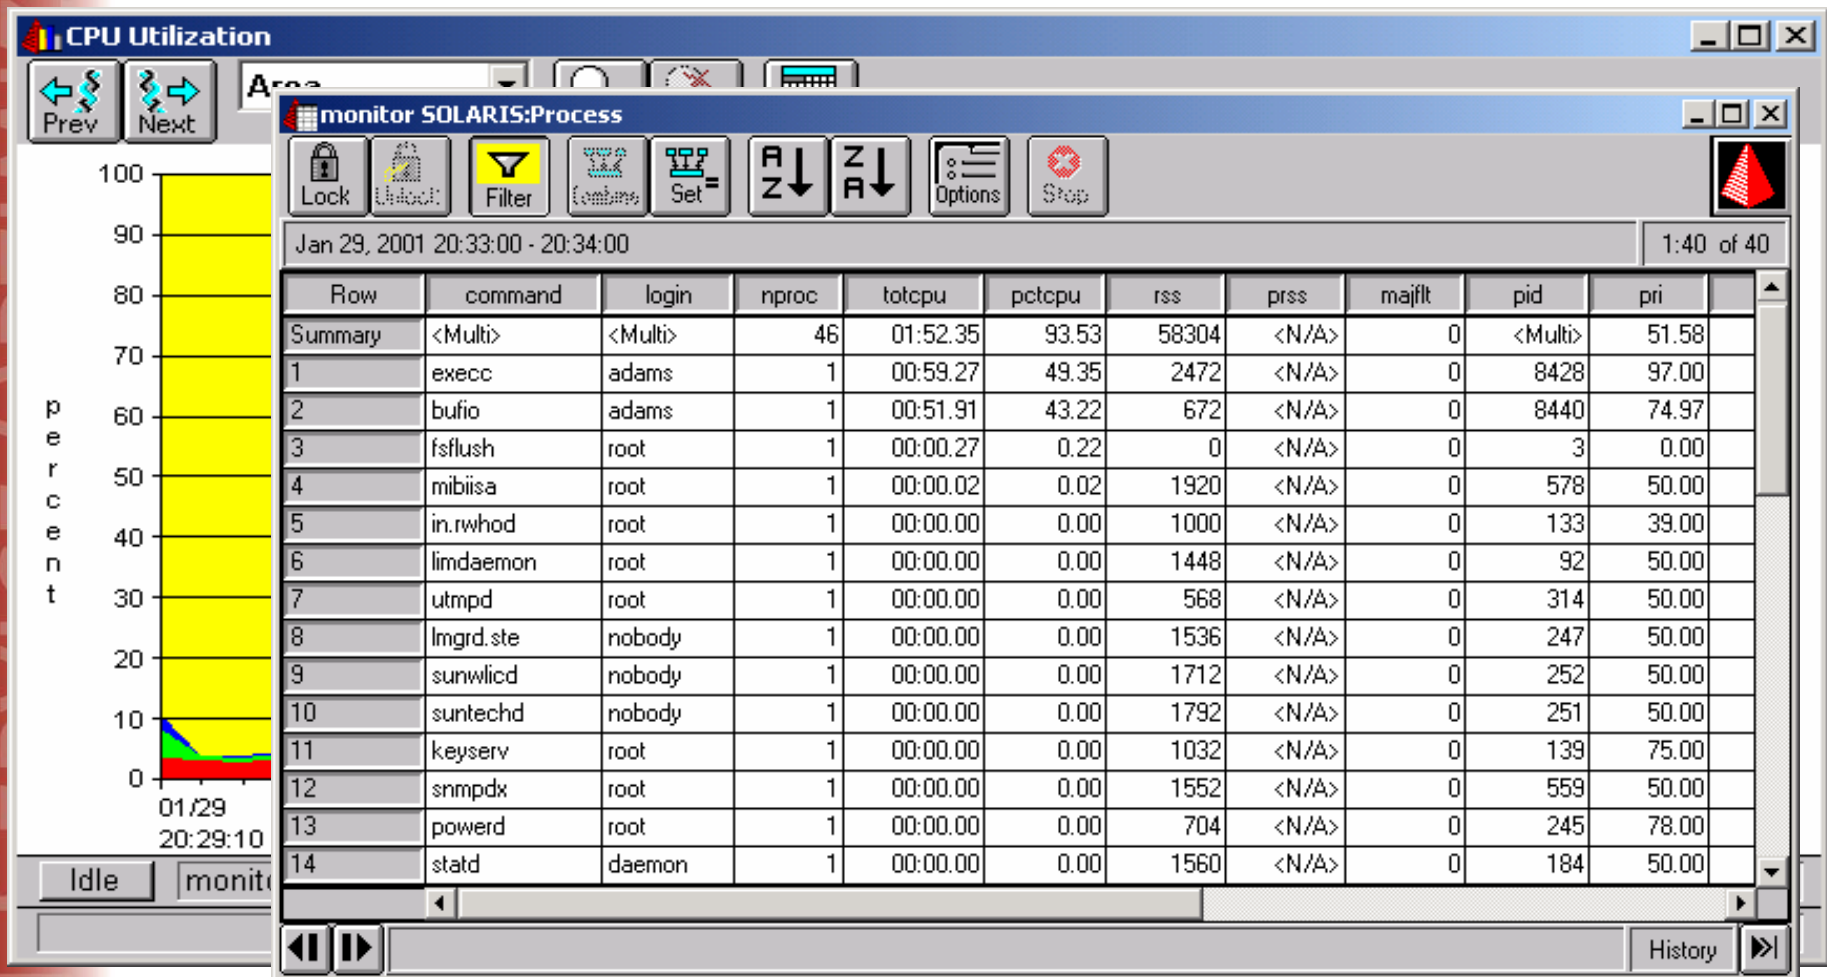 CPU Utilization
Prev Next Area
monitor SOLARIS:Process
Lock Unlock Filter Combine Set= A Z Z A Options Stop
Jan 29, 2001 20:33:00 - 20:34:00 1:40 of 40
Row command login nproc totcpu pctcpu rss prss majflt pid pri
Summary <Multi> <Multi> 46 01:52.35 93.53 58304 <N/A> 0 <Multi> 51.58
1 execc adams 1 00:59.27 49.35 2472 <N/A> 0 8428 97.00
2 bufio adams 1 00:51.91 43.22 672 <N/A> 0 8440 74.97
3 fsflush root 1 00:00.27 0.22 0 <N/A> 0 3 0.00
4 mibiisa root 1 00:00.02 0.02 1920 <N/A> 0 578 50.00
5 in.rwhod root 1 00:00.00 0.00 1000 <N/A> 0 133 39.00
6 limdaemon root 1 00:00.00 0.00 1448 <N/A> 0 92 50.00
7 utmpd root 1 00:00.00 0.00 568 <N/A> 0 314 50.00
8 lmgrd.ste nobody 1 00:00.00 0.00 1536 <N/A> 0 247 50.00
9 sunwlicd nobody 1 00:00.00 0.00 1712 <N/A> 0 252 50.00
10 suntechd nobody 1 00:00.00 0.00 1792 <N/A> 0 251 50.00
11 keyserv root 1 00:00.00 0.00 1032 <N/A> 0 139 75.00
12 snmpdx root 1 00:00.00 0.00 1552 <N/A> 0 559 50.00
13 powerd root 1 00:00.00 0.00 704 <N/A> 0 245 78.00
14 statd daemon 1 00:00.00 0.00 1560 <N/A> 0 184 50.00
History
percent
100
90
80
70
60
50
40
30
20
10
0
01/29
20:29:10
Idle monito